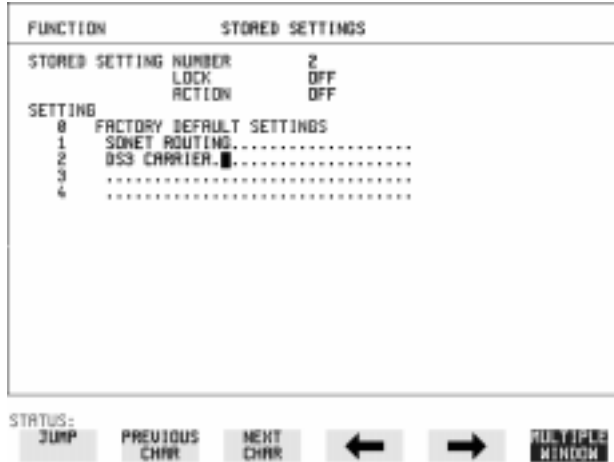 FUNCTION STORED SETTINGS
STORED SETTING NUMBER 2
LOCK OFF
ACTION OFF
SETTING
0 FACTORY DEFAULT SETTINGS
1 SONET ROUTING..................
2 DS3 CARRIER. ..................
3 ..............................
4 ..............................
STATUS:
JUMP PREVIOUS CHAR NEXT CHAR MULTIPLE WINDOW